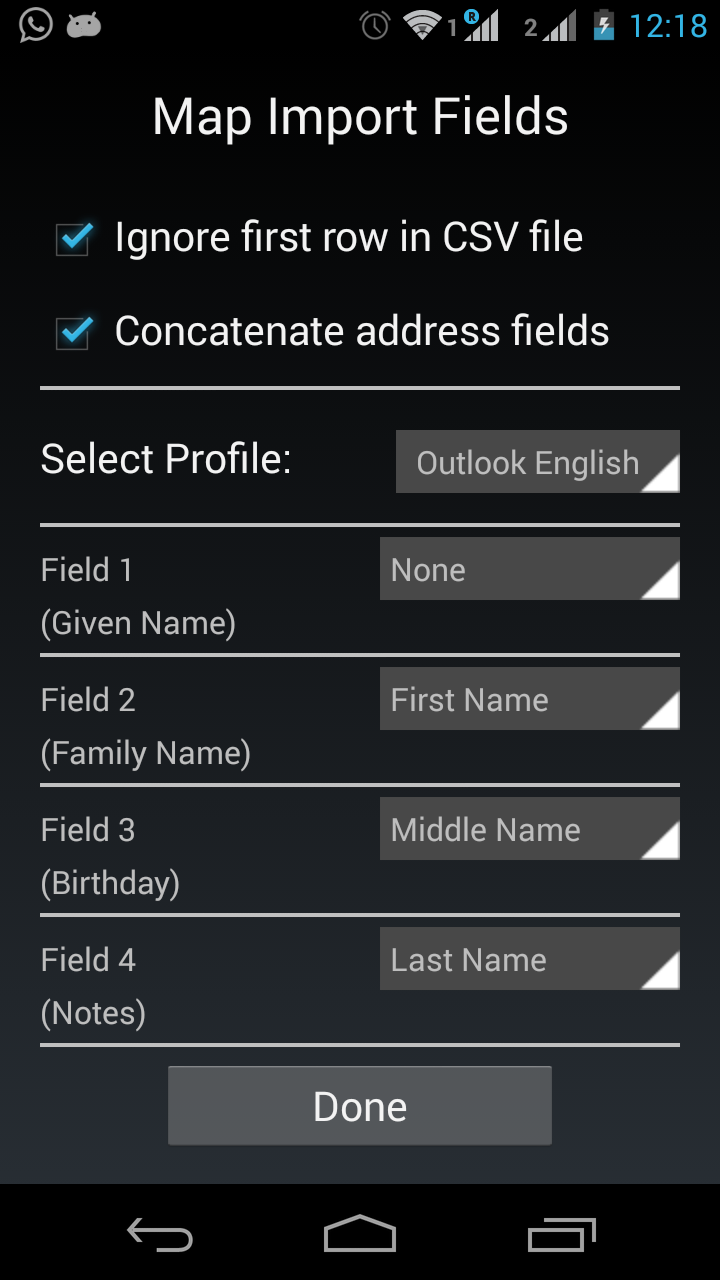 1 R 2 12:18
Map Import Fields
Ignore first row in CSV file
Concatenate address fields
Select Profile: Outlook English
Field 1 None
(Given Name)
Field 2 First Name
(Family Name)
Field 3 Middle Name
(Birthday)
Field 4 Last Name
(Notes)
Done